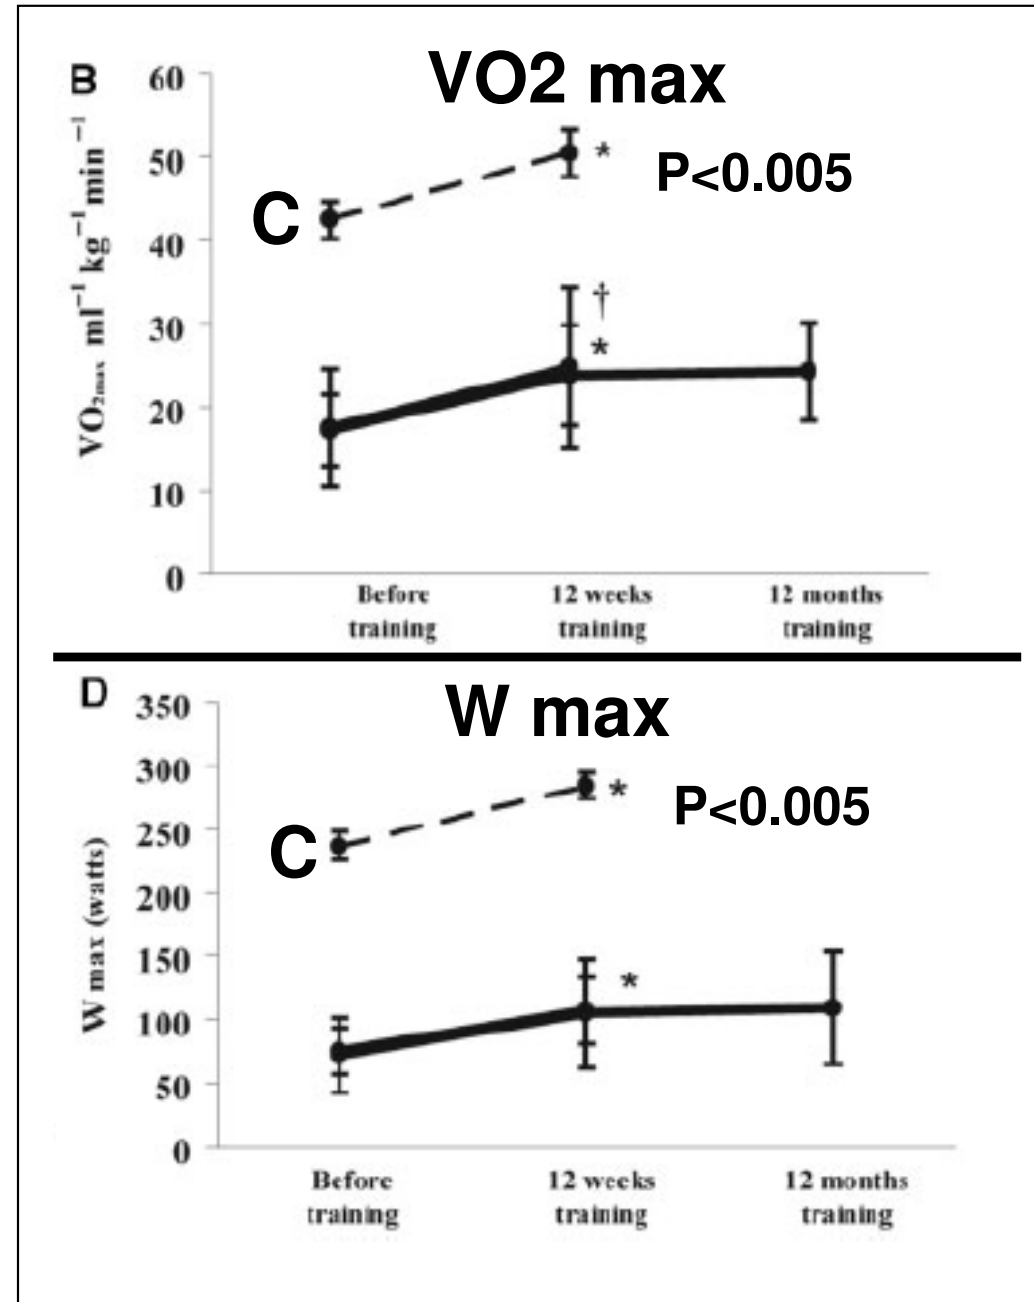 B
VO2 max
60
50
40
30
20
10
0
VO₂max ml⁻¹ kg⁻¹ min⁻¹
C
*
P<0.005
†
*
Before training
12 weeks training
12 months training
D
W max
350
300
250
200
150
100
50
0
W max (watts)
C
*
P<0.005
*
Before training
12 weeks training
12 months training